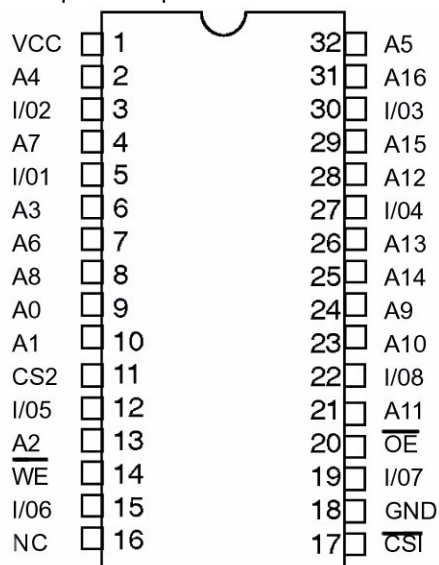 VCC 1 32 A5
A4 2 31 A16
I/02 3 30 I/03
A7 4 29 A15
I/01 5 28 A12
A3 6 27 I/04
A6 7 26 A13
A8 8 25 A14
A0 9 24 A9
A1 10 23 A10
CS2 11 22 I/08
I/05 12 21 A11
A2 13 20 O̅E̅
W̅E̅ 14 19 I/07
I/06 15 18 GND
NC 16 17 C̅S̅I̅